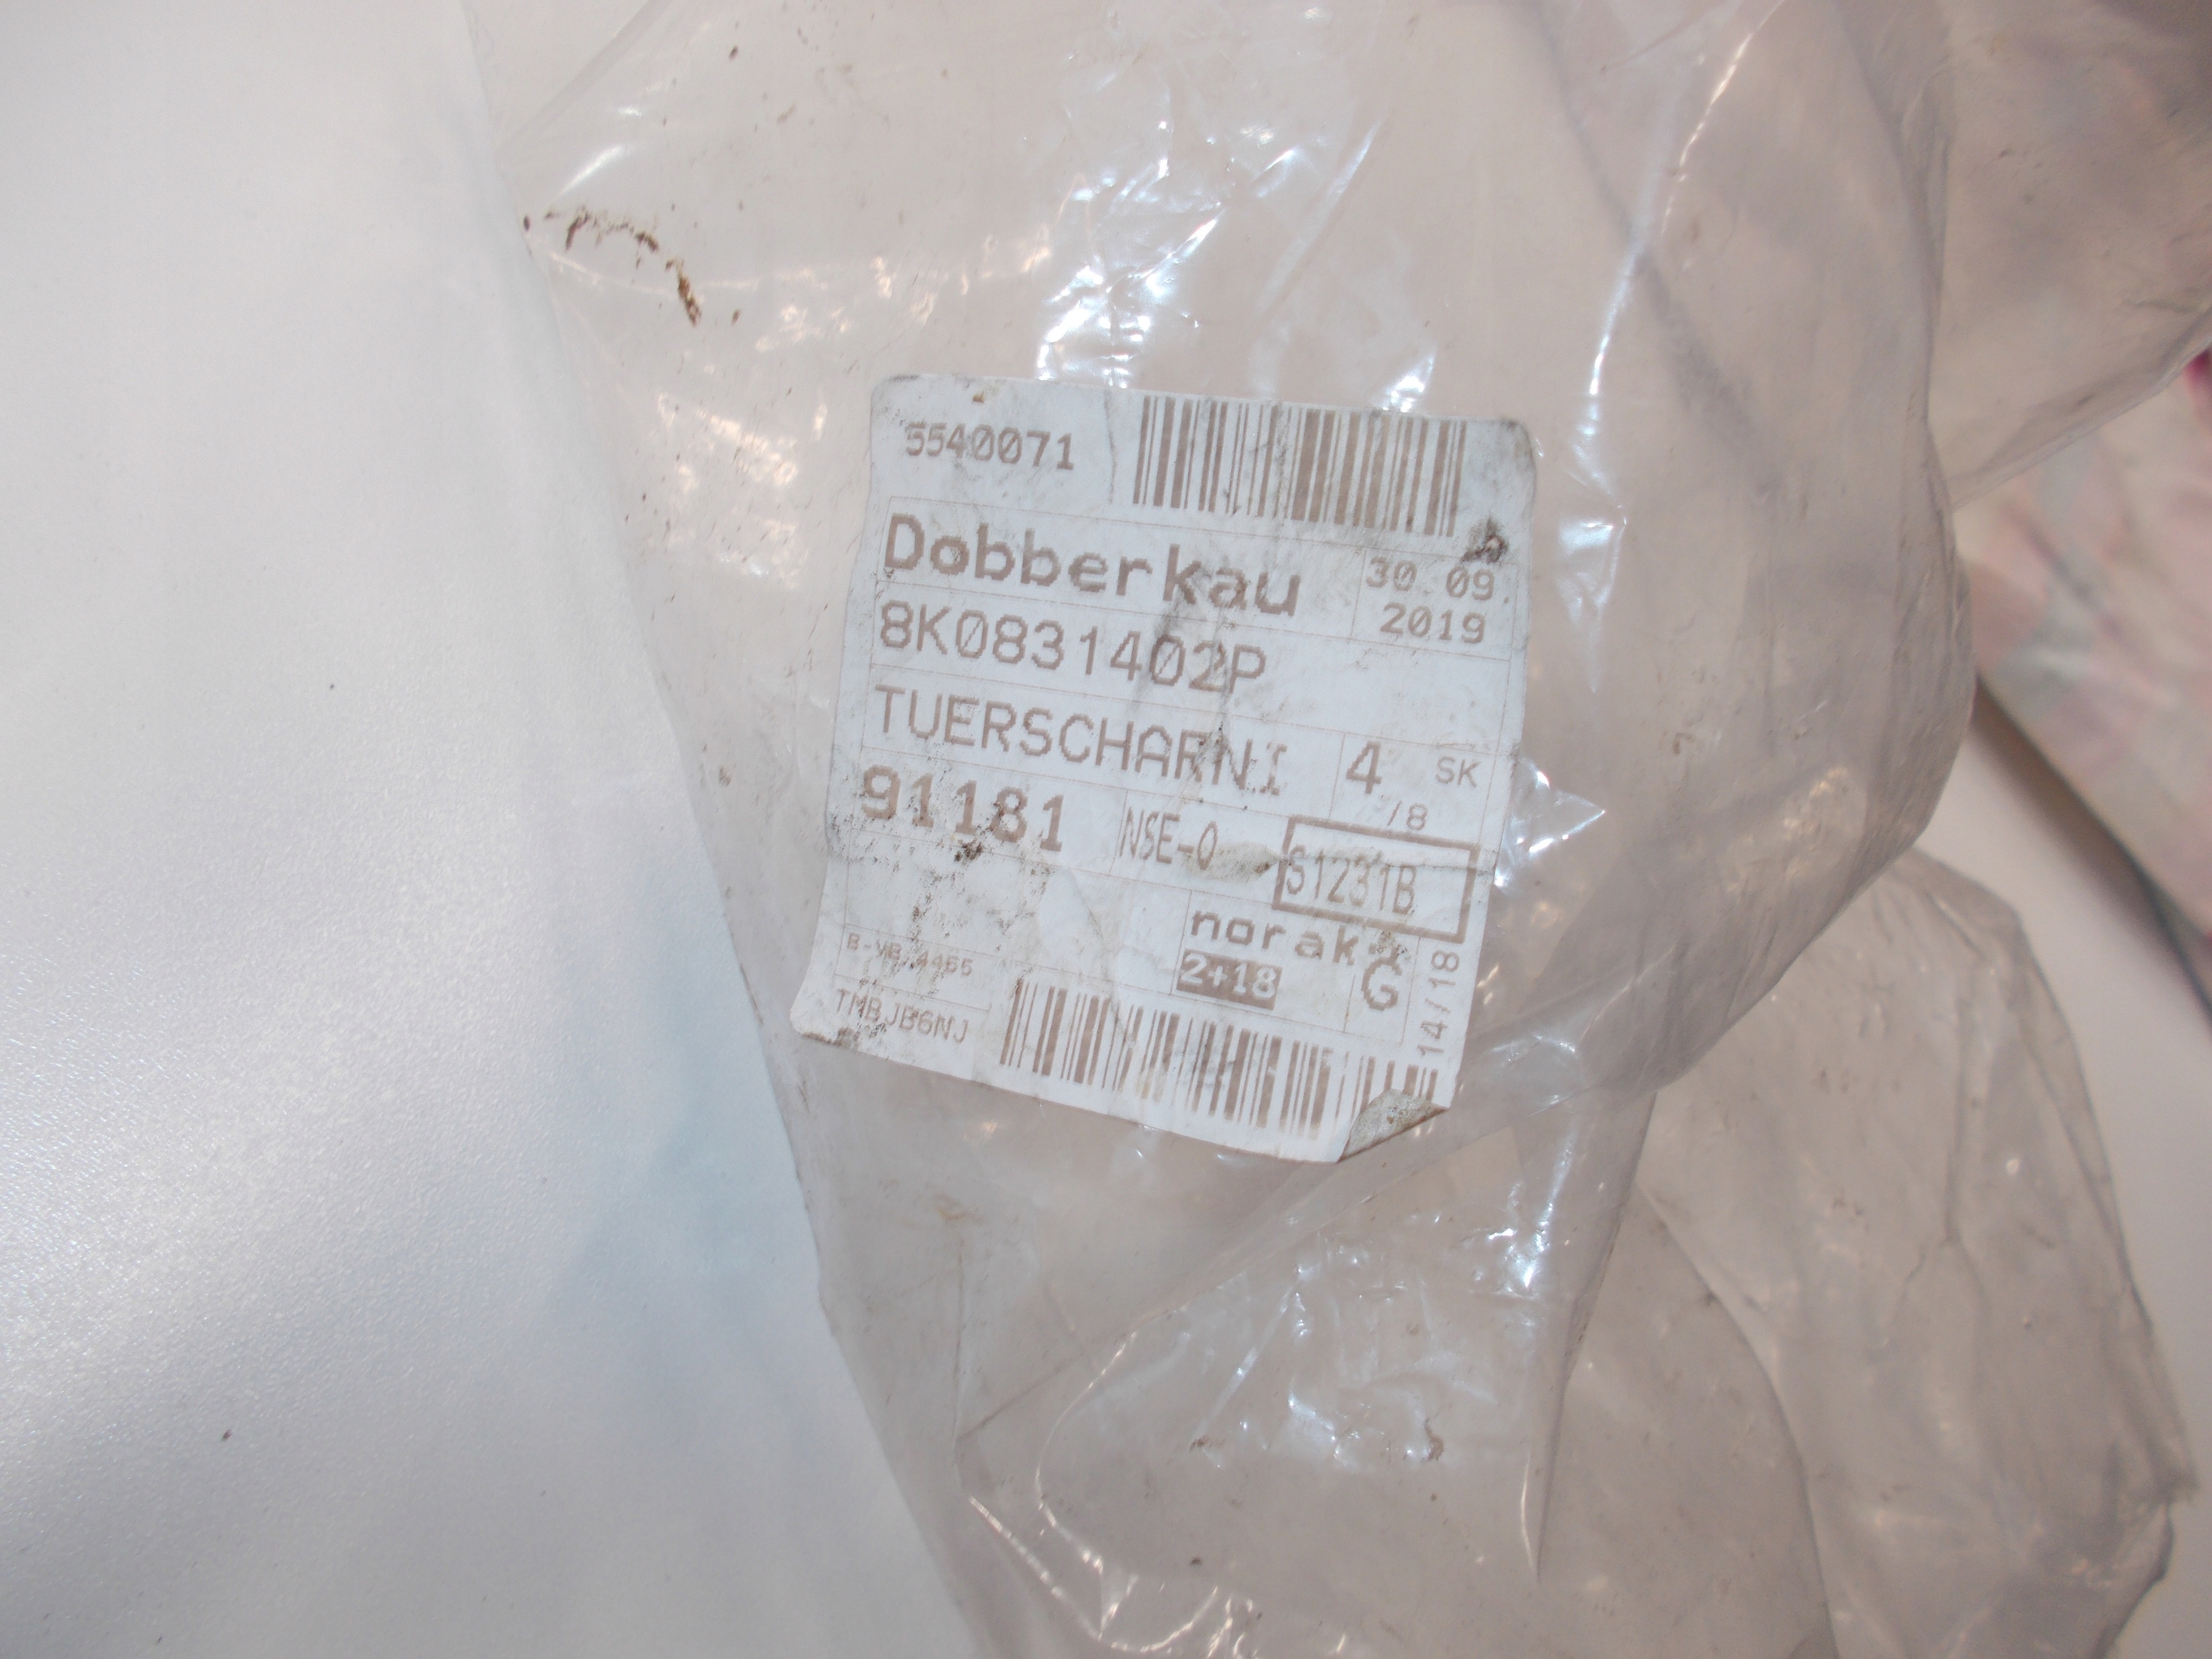 5540071
Dobberkau 30.09.
2019
8K0831402P
TUERSCHARNI 4 SK
/8
91181 NSE-0 S1231B
norak
2+18 G 14/18
B-VB 4465
TMBJB6NJ